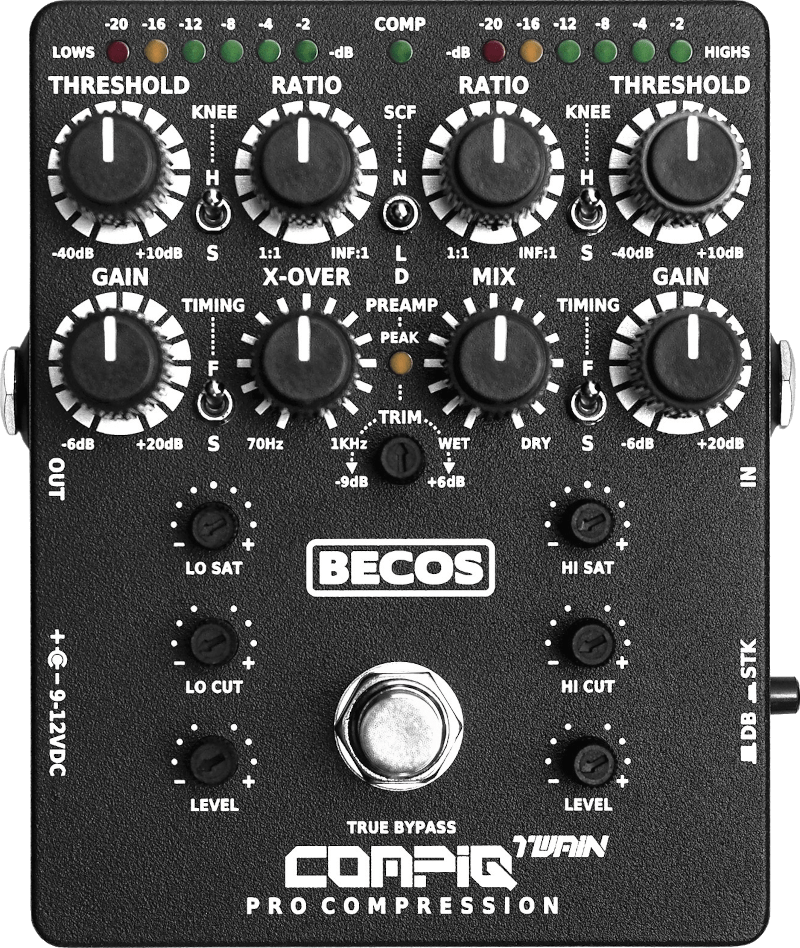 -20 -16 -12 -8 -4 -2 COMP -20 -16 -12 -8 -4 -2
LOWS -dB -dB HIGHS
THRESHOLD RATIO RATIO THRESHOLD
KNEE SCF KNEE
H N H
-40dB +10dB S 1:1 INF:1 L 1:1 INF:1 S -40dB +10dB
GAIN X-OVER D MIX GAIN
TIMING PREAMP TIMING
PEAK
F F
TRIM
-6dB +20dB S 70Hz 1KHz WET DRY S -6dB +20dB
OUT -9dB +6dB IN
- + - +
LO SAT BECOS HI SAT
- + - +
LO CUT HI CUT
+ - 9-12VDC
DB STK
- + - +
LEVEL LEVEL
TRUE BYPASS
COMPIQ TWAIN
PRO COMPRESSION